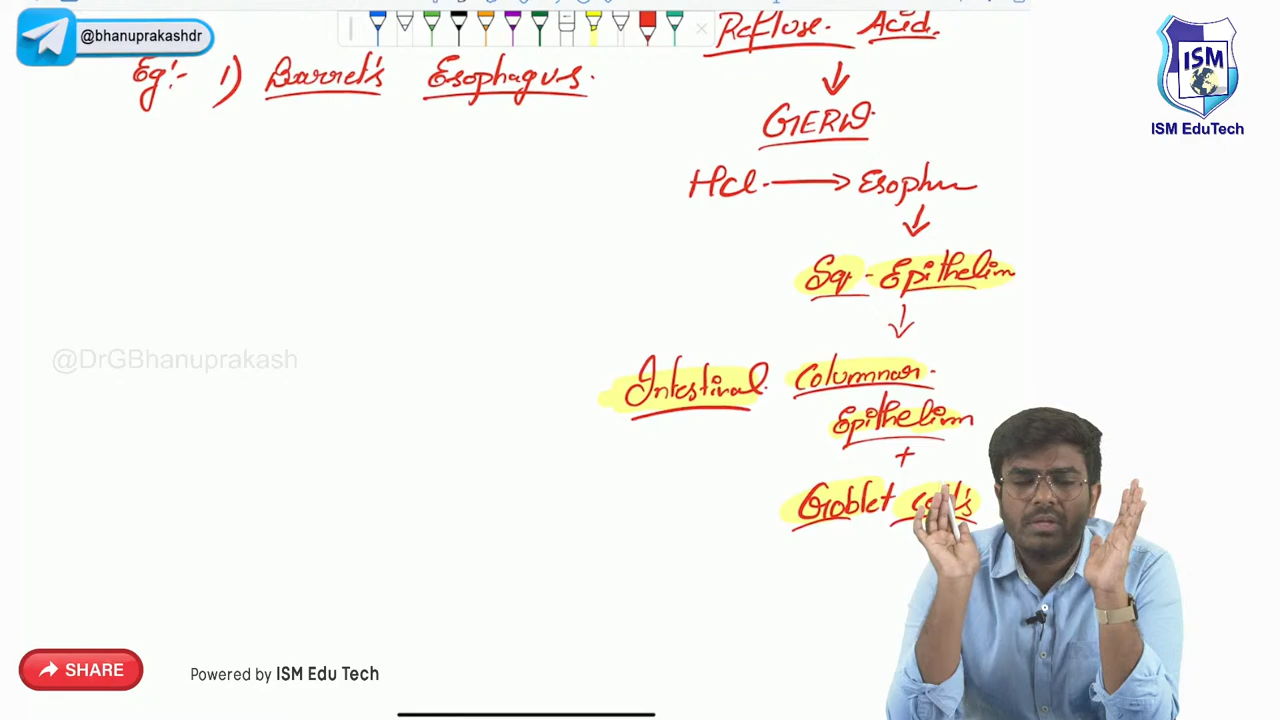 @bhanuprakashdr
Refluse. Acid.
Eg:- 1) Barret's Esophagus.
GERD.
HCl. → Esophu
Sq. - Epithelim
Intestinal. columnar.
Epithelim
+
Goblet cells
@DrGBhanuprakash
SHARE
Powered by ISM Edu Tech
ISM
ISM EduTech